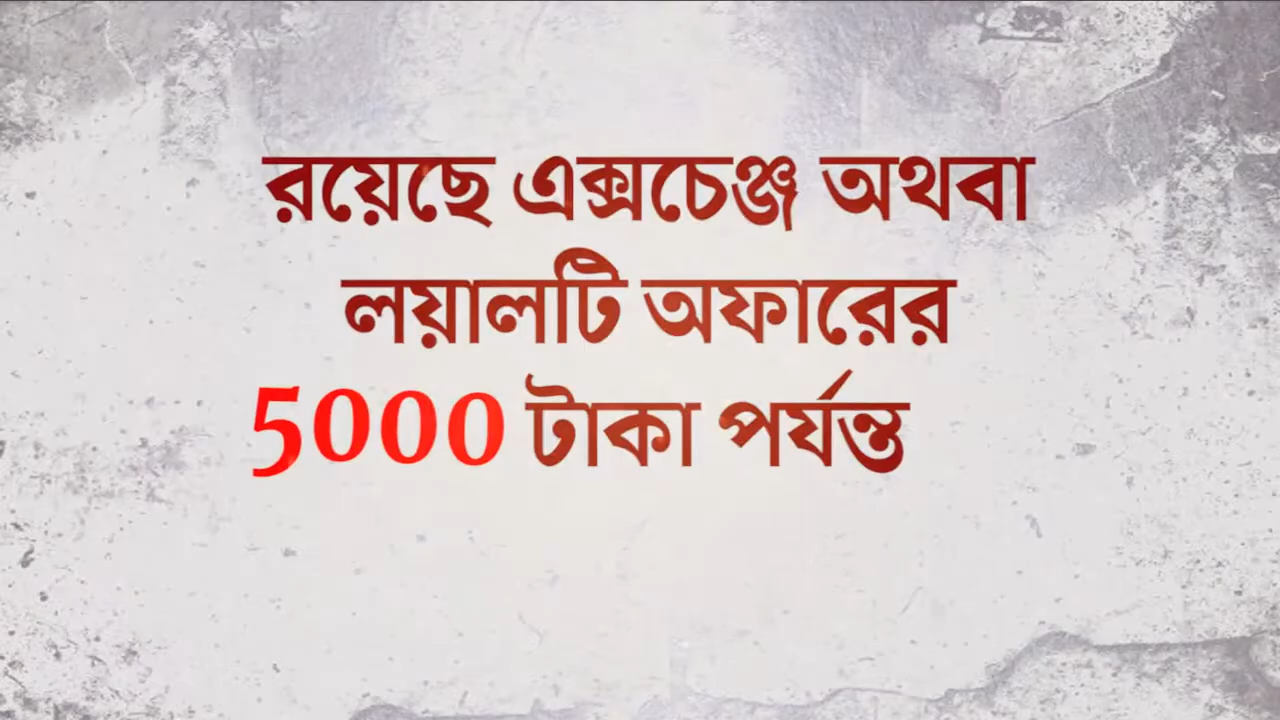 রয়েছে এক্সচেঞ্জ অথবা
লয়ালটি অফারের
5000 টাকা পর্যন্ত